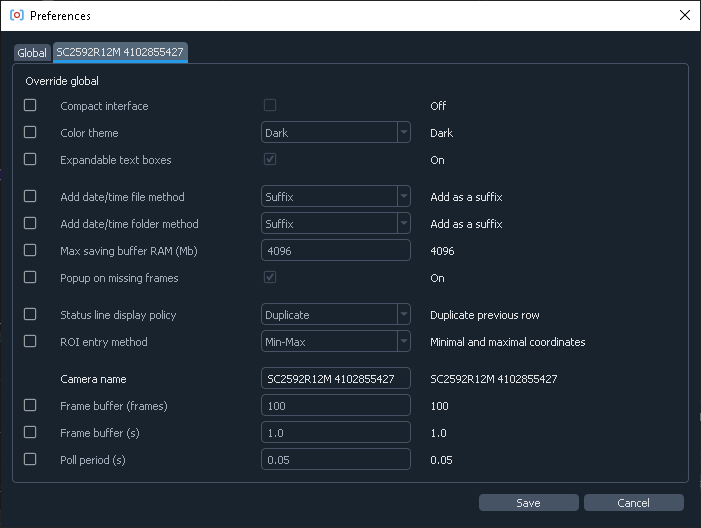 Preferences
Global SC2592R12M 4102855427
Override global
Compact interface Off
Color theme Dark Dark
Expandable text boxes On
Add date/time file method Suffix Add as a suffix
Add date/time folder method Suffix Add as a suffix
Max saving buffer RAM (Mb) 4096 4096
Popup on missing frames On
Status line display policy Duplicate Duplicate previous row
ROI entry method Min-Max Minimal and maximal coordinates
Camera name SC2592R12M 4102855427 SC2592R12M 4102855427
Frame buffer (frames) 100 100
Frame buffer (s) 1.0 1.0
Poll period (s) 0.05 0.05
Save Cancel